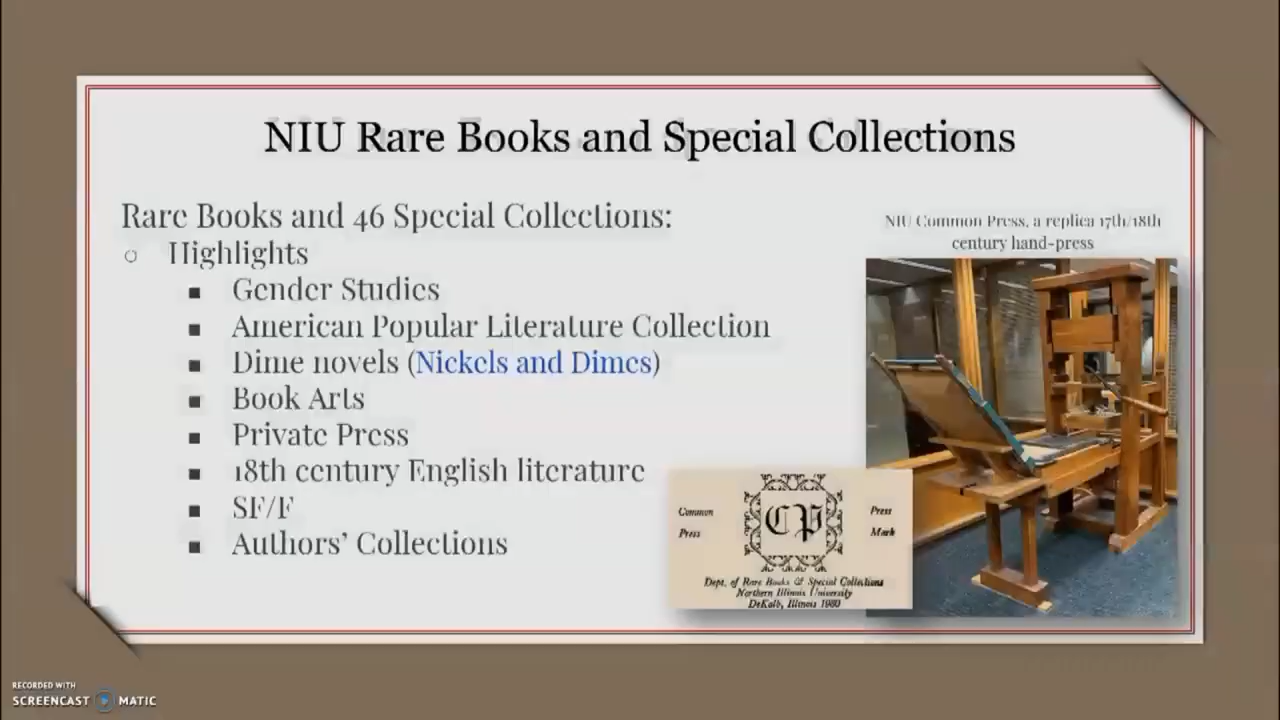 NIU Rare Books and Special Collections
Rare Books and 46 Special Collections:
Highlights
Gender Studies
American Popular Literature Collection
Dime novels (Nickels and Dimes)
Book Arts
Private Press
18th century English literature
SF/F
Authors' Collections
NIU Common Press, a replica 17th/18th
century hand-press
Common
Press
CP
Press
Mark
Dept. of Rare Books & Special Collections
Northern Illinois University
DeKalb, Illinois 1980
RECORDED WITH
SCREENCAST MATIC